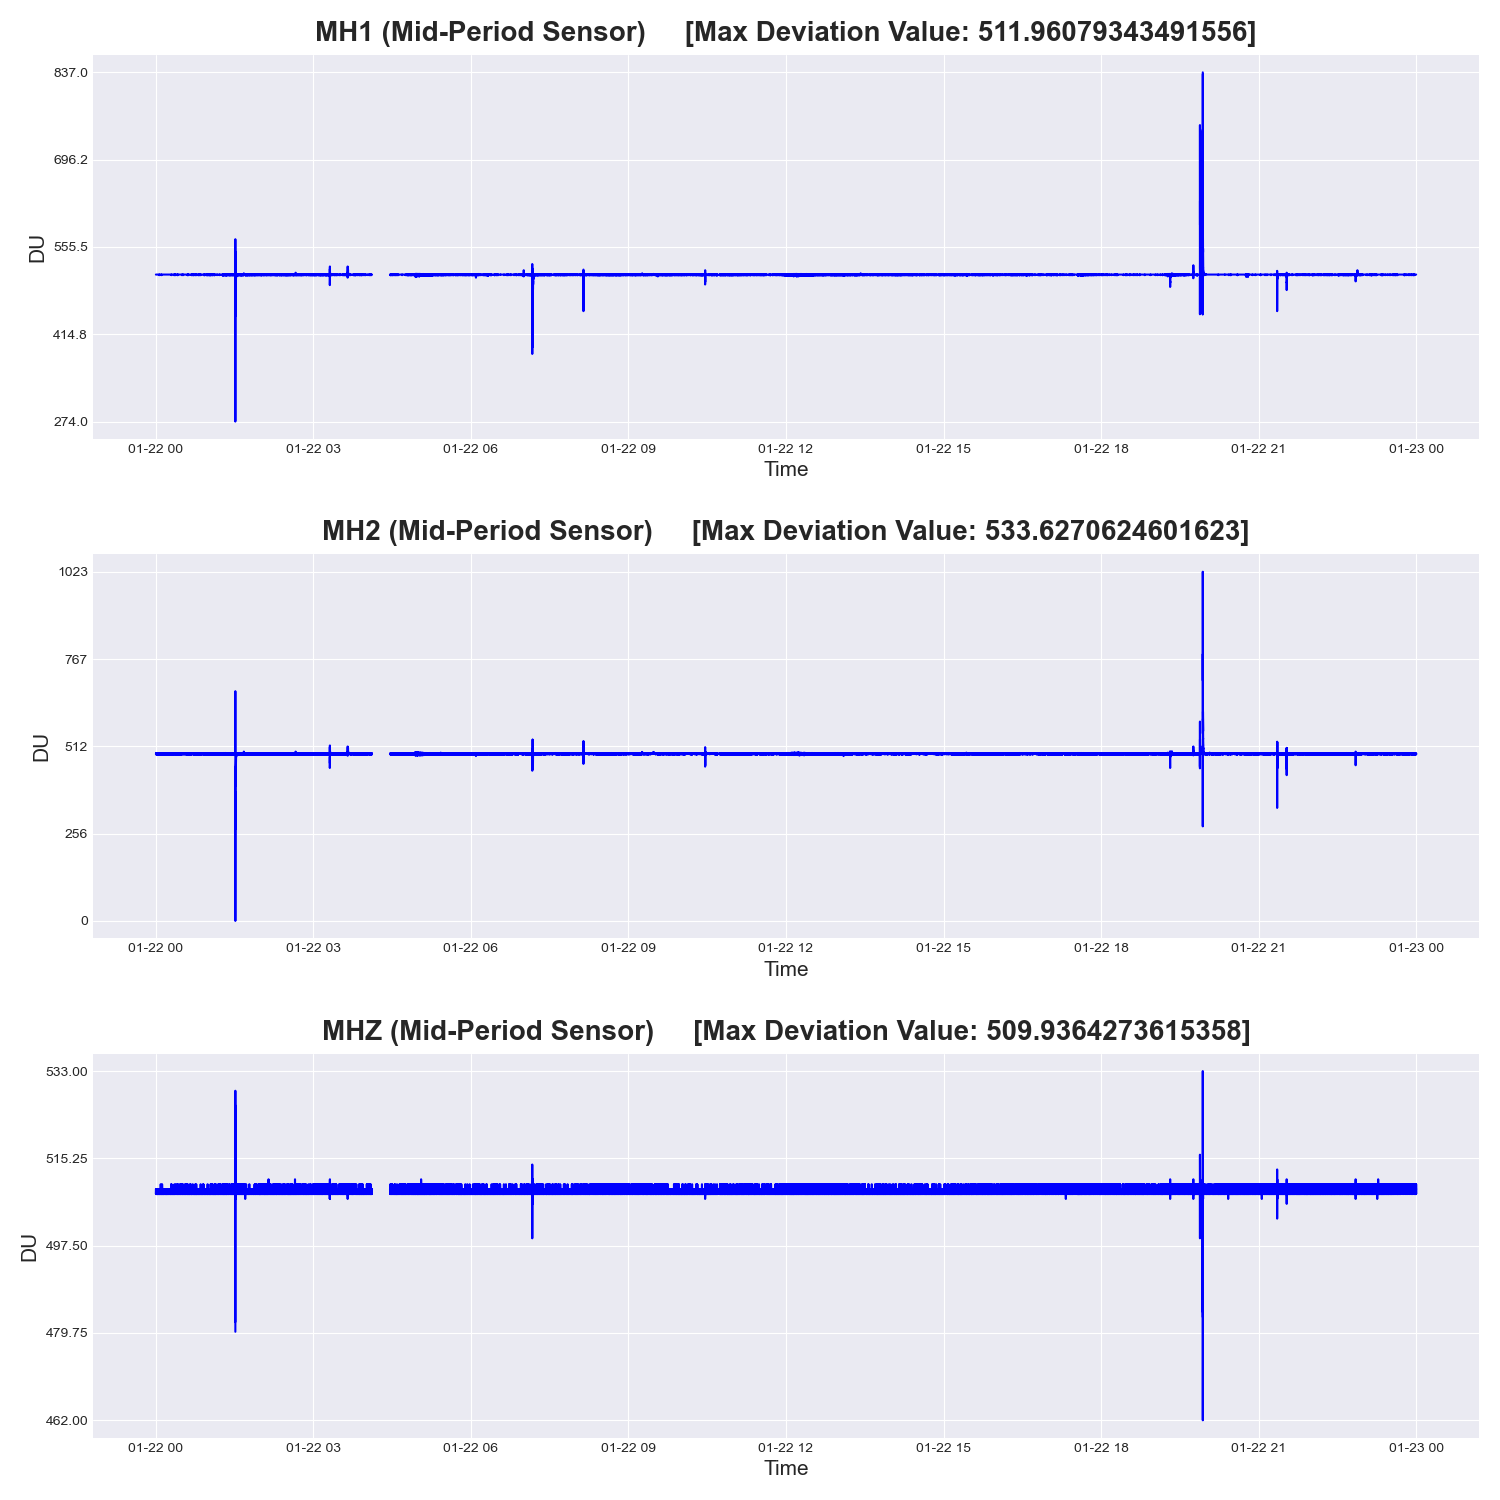 MH1 (Mid-Period Sensor) [Max Deviation Value: 511.96079343491556]
837.0
696.2
555.5
414.8
274.0
DU
01-22 00 01-22 03 01-22 06 01-22 09 01-22 12 01-22 15 01-22 18 01-22 21 01-23 00
Time
MH2 (Mid-Period Sensor) [Max Deviation Value: 533.6270624601623]
1023
767
512
256
0
DU
01-22 00 01-22 03 01-22 06 01-22 09 01-22 12 01-22 15 01-22 18 01-22 21 01-23 00
Time
MHZ (Mid-Period Sensor) [Max Deviation Value: 509.9364273615358]
533.00
515.25
497.50
479.75
462.00
DU
01-22 00 01-22 03 01-22 06 01-22 09 01-22 12 01-22 15 01-22 18 01-22 21 01-23 00
Time